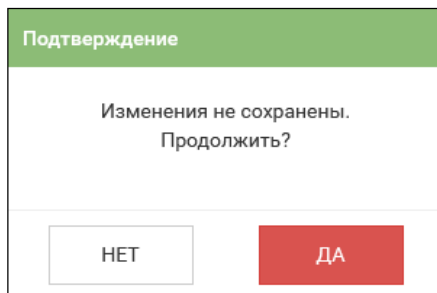 Подтверждение
Изменения не сохранены.
Продолжить?
НЕТ
ДА